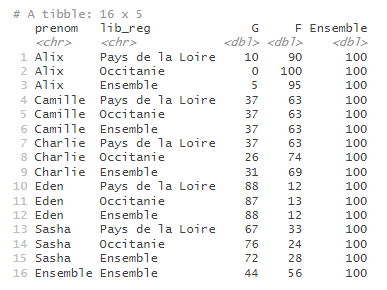 # A tibble: 16 x 5
prenom lib_reg G F Ensemble
<chr> <chr> <dbl> <dbl> <dbl>
1 Alix Pays de la Loire 10 90 100
2 Alix Occitanie 0 100 100
3 Alix Ensemble 5 95 100
4 Camille Pays de la Loire 37 63 100
5 Camille Occitanie 37 63 100
6 Camille Ensemble 37 63 100
7 Charlie Pays de la Loire 37 63 100
8 Charlie Occitanie 26 74 100
9 Charlie Ensemble 31 69 100
10 Eden Pays de la Loire 88 12 100
11 Eden Occitanie 87 13 100
12 Eden Ensemble 88 12 100
13 Sasha Pays de la Loire 67 33 100
14 Sasha Occitanie 76 24 100
15 Sasha Ensemble 72 28 100
16 Ensemble Ensemble 44 56 100